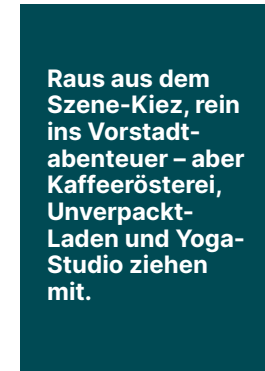 Raus aus dem
Szene-Kiez, rein
ins Vorstadt-
abenteuer – aber
Kaffeerösterei,
Unverpackt-
Laden und Yoga-
Studio ziehen
mit.